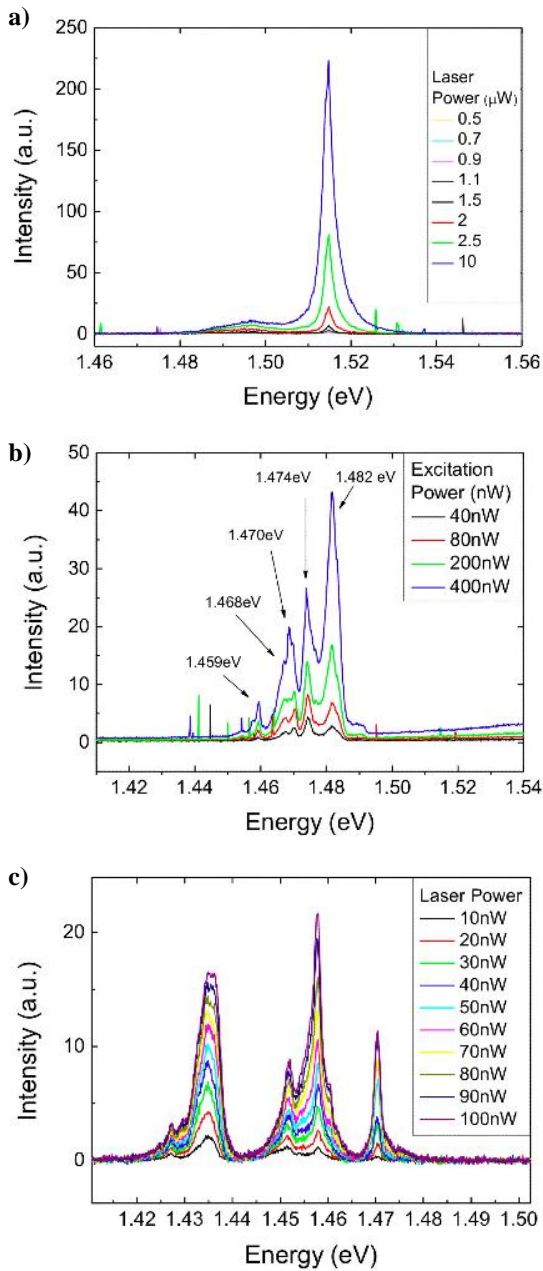 a)
250
200
150
100
50
0
Intensity (a.u.)
Laser
Power (μW)
0.5
0.7
0.9
1.1
1.5
2
2.5
10
1.46 1.48 1.50 1.52 1.54 1.56
Energy (eV)
b)
50
40
30
20
10
0
Intensity (a.u.)
1.474eV
1.482 eV
1.470eV
1.468eV
1.459eV
Excitation
Power (nW)
40nW
80nW
200nW
400nW
1.42 1.44 1.46 1.48 1.50 1.52 1.54
Energy (eV)
c)
20
10
0
Intensity (a.u.)
Laser Power
10nW
20nW
30nW
40nW
50nW
60nW
70nW
80nW
90nW
100nW
1.42 1.43 1.44 1.45 1.46 1.47 1.48 1.49 1.50
Energy (eV)